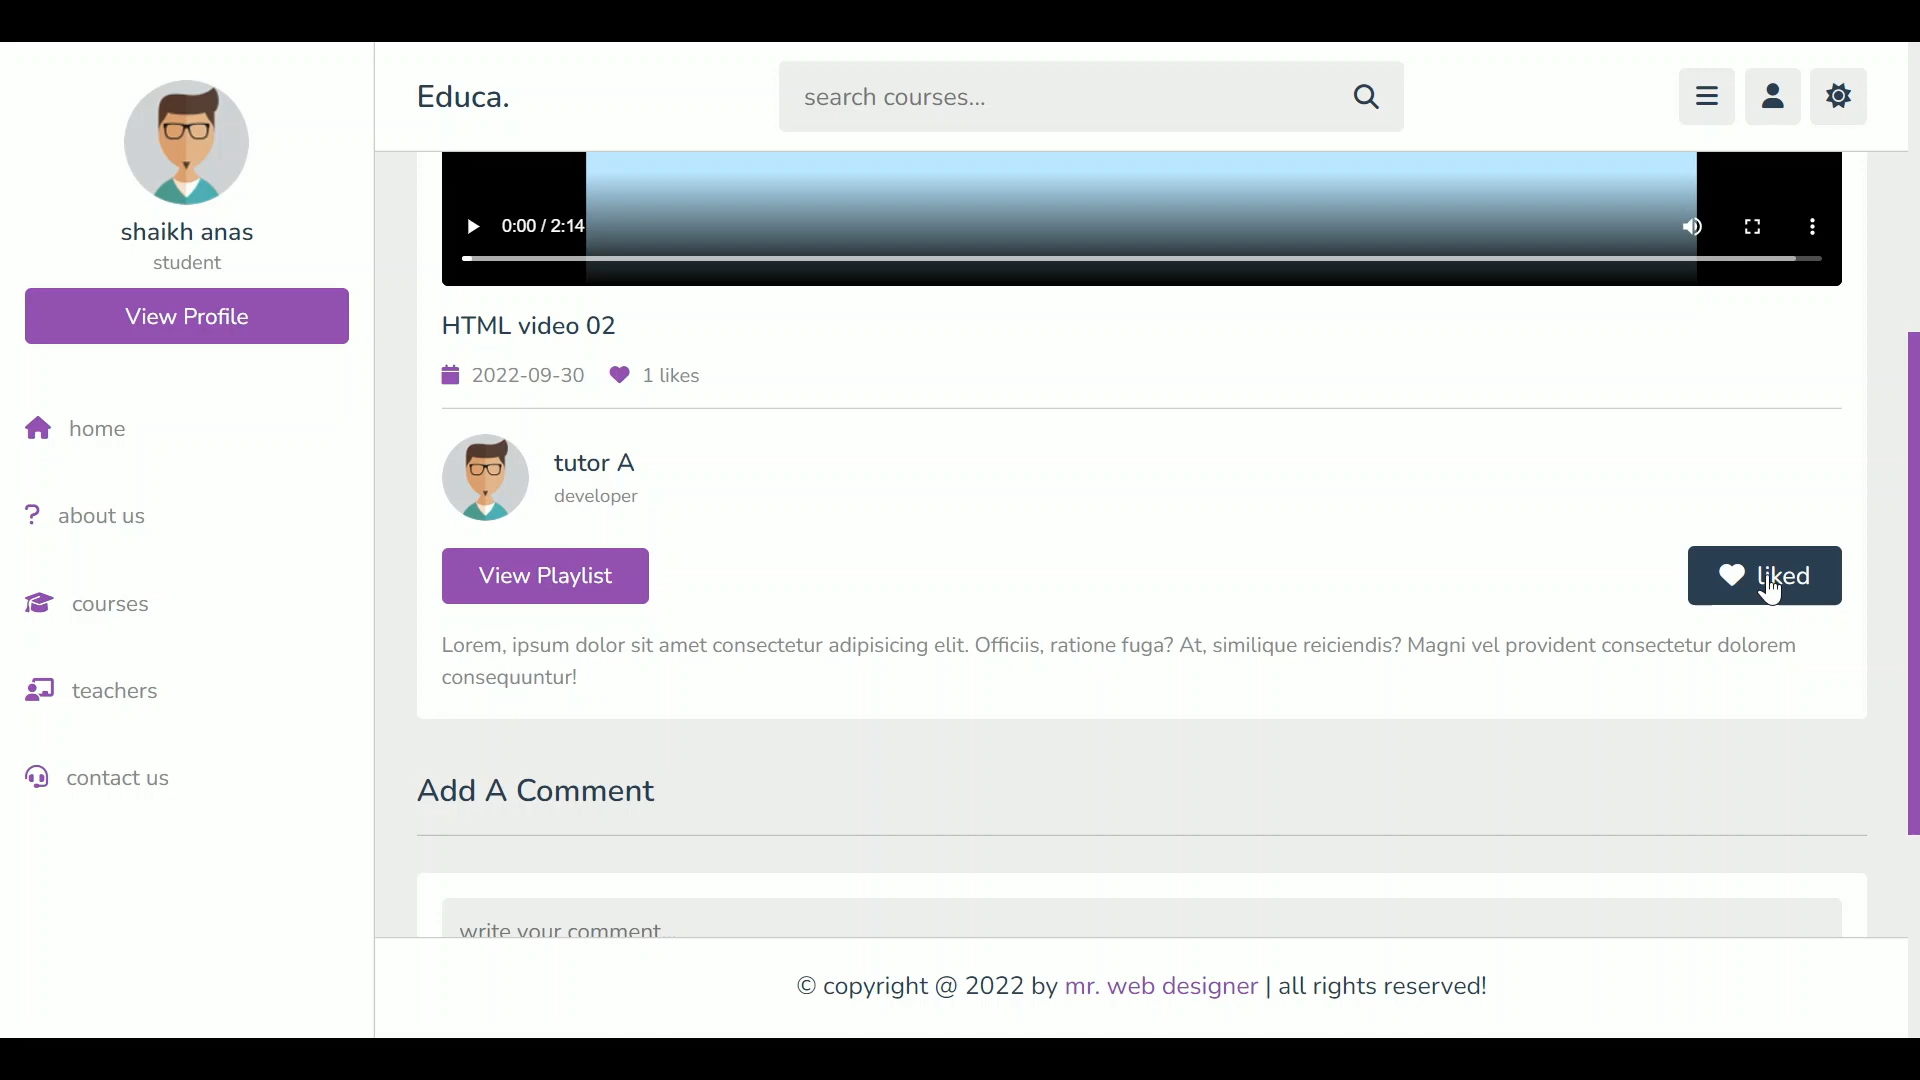 shaikh anas
student
View Profile
home
about us
courses
teachers
contact us
Educa.
search courses...
0:00 / 2:14
HTML video 02
2022-09-30 1 likes
tutor A
developer
View Playlist
liked
Lorem, ipsum dolor sit amet consectetur adipisicing elit. Officiis, ratione fuga? At, similique reiciendis? Magni vel provident consectetur dolorem
consequuntur!
Add A Comment
write your comment...
© copyright @ 2022 by mr. web designer | all rights reserved!